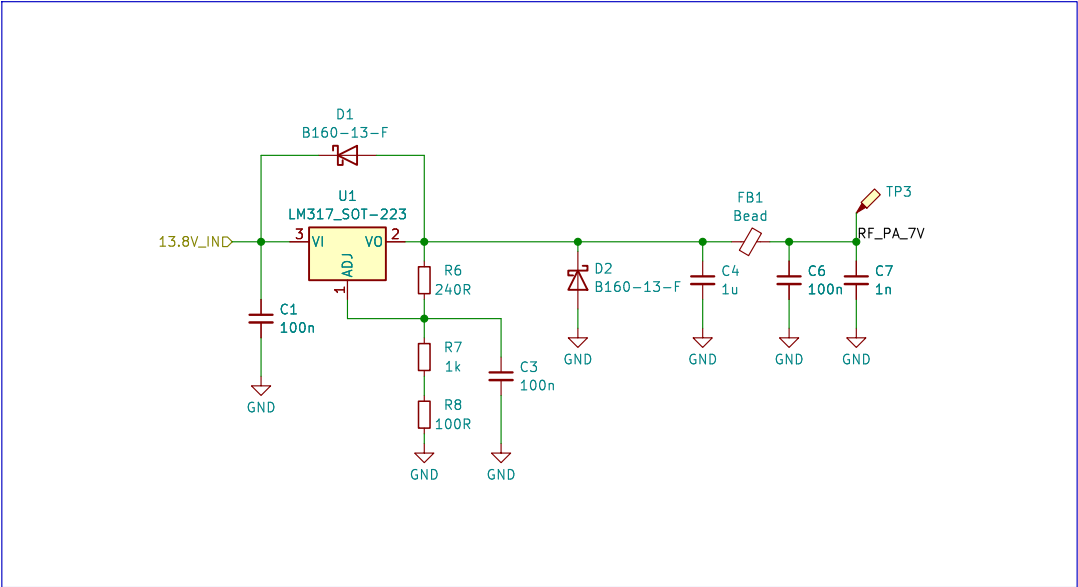 D1
B160-13-F
U1
LM317_SOT-223
13.8V_IN
3
VI
VO
2
ADJ
1
C1
100n
GND
R6
240R
R7
1k
R8
100R
GND
C3
100n
GND
D2
B160-13-F
GND
C4
1u
GND
FB1
Bead
C6
100n
GND
TP3
RF_PA_7V
C7
1n
GND